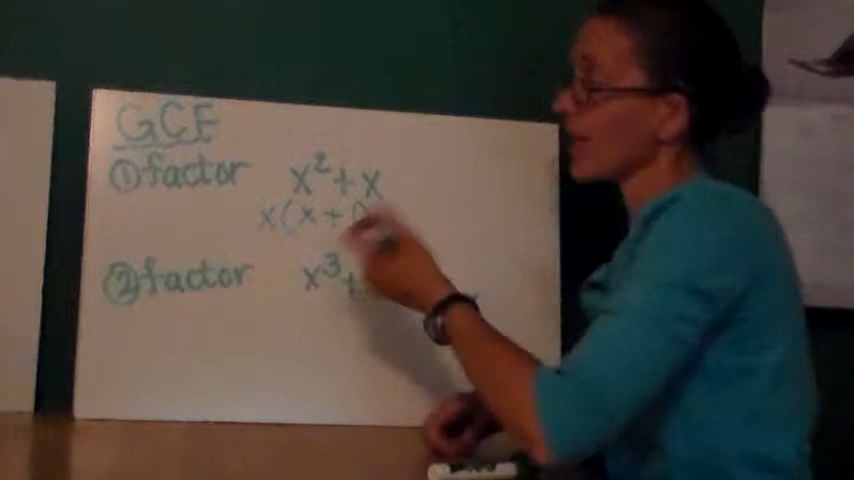 GCF
① factor x² + x
x(x+1)
② factor x³ +